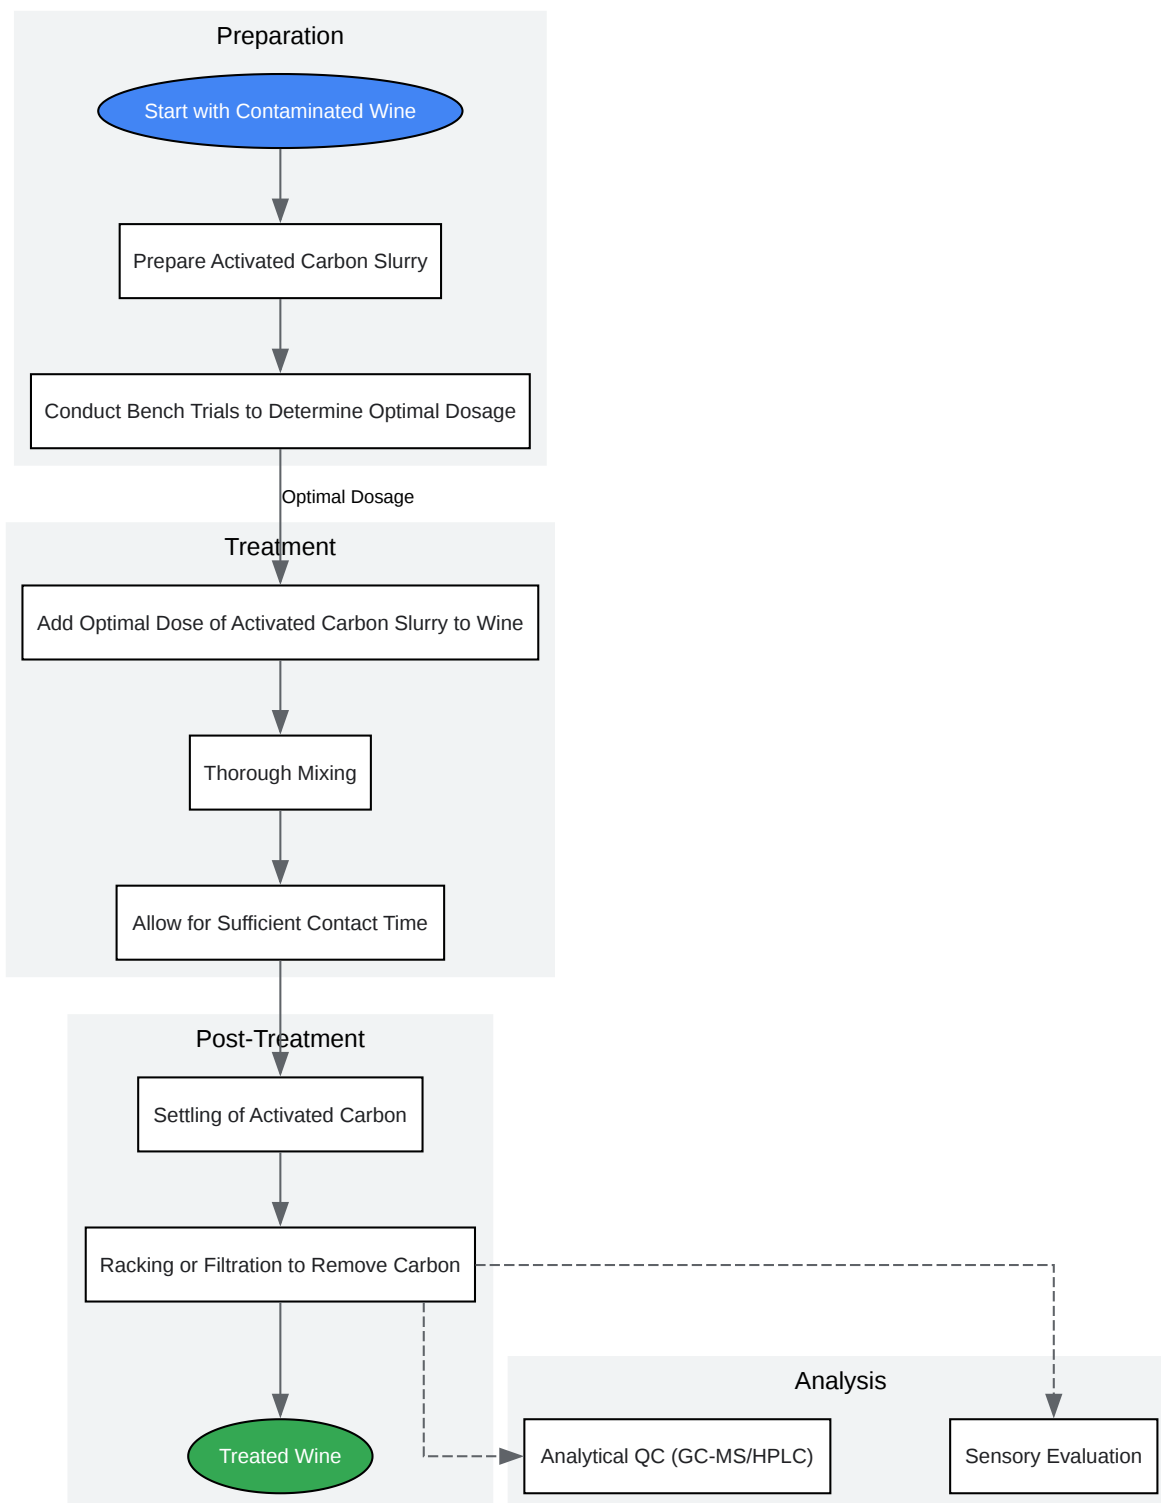 Preparation
Start with Contaminated Wine
Prepare Activated Carbon Slurry
Conduct Bench Trials to Determine Optimal Dosage
Optimal Dosage
Treatment
Add Optimal Dose of Activated Carbon Slurry to Wine
Thorough Mixing
Allow for Sufficient Contact Time
Post-Treatment
Settling of Activated Carbon
Racking or Filtration to Remove Carbon
Treated Wine
Analysis
Analytical QC (GC-MS/HPLC)
Sensory Evaluation